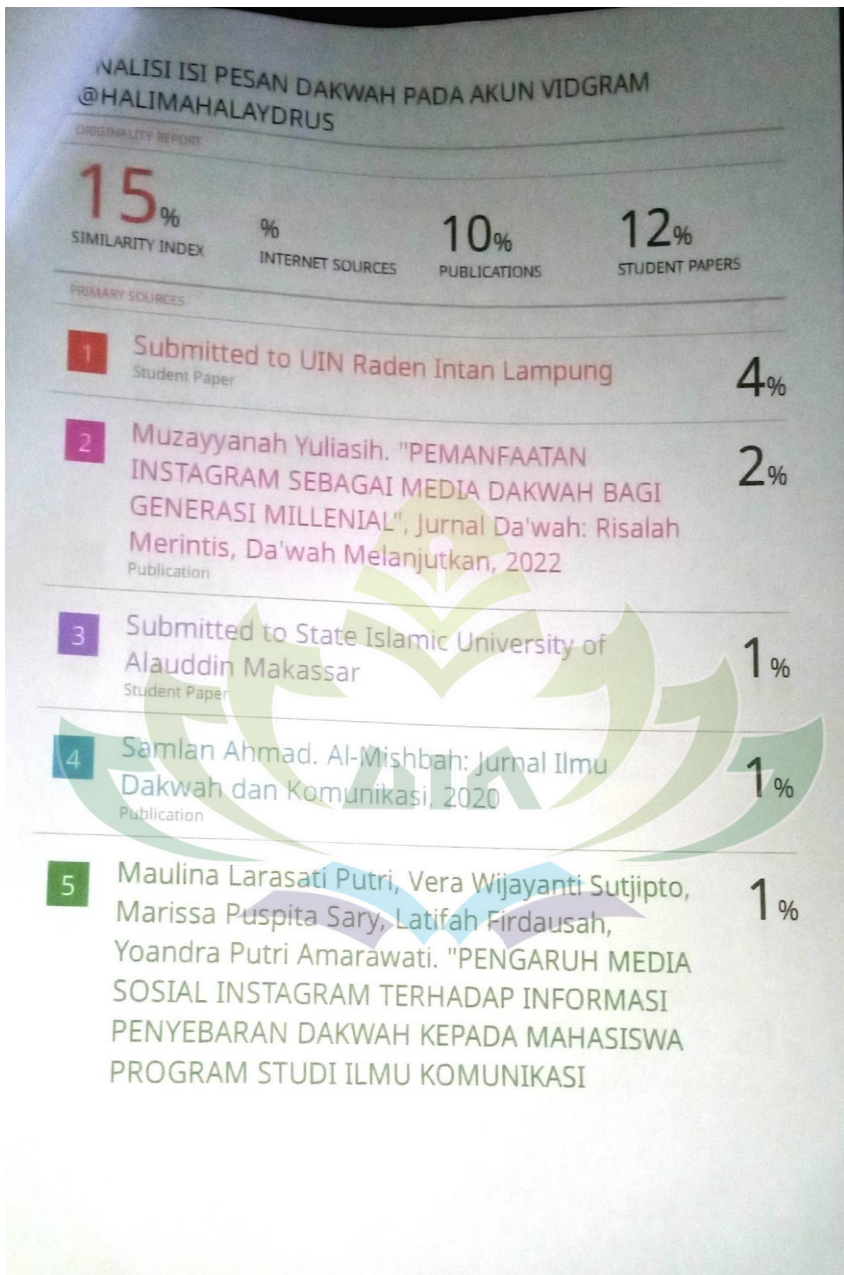 NALISI ISI PESAN DAKWAH PADA AKUN VIDGRAM
@HALIMAHALAYDRUS
ORIGINALITY REPORT
15%
SIMILARITY INDEX
%
INTERNET SOURCES
10%
PUBLICATIONS
12%
STUDENT PAPERS
PRIMARY SOURCES
1 Submitted to UIN Raden Intan Lampung
Student Paper
4%
2 Muzayyanah Yuliasih. "PEMANFAATAN
INSTAGRAM SEBAGAI MEDIA DAKWAH BAGI
GENERASI MILLENIAL", Jurnal Da'wah: Risalah
Merintis, Da'wah Melanjutkan, 2022
Publication
2%
3 Submitted to State Islamic University of
Alauddin Makassar
Student Paper
1%
4 Samlan Ahmad. Al-Mishbah: Jurnal Ilmu
Dakwah dan Komunikasi, 2020
Publication
1%
5 Maulina Larasati Putri, Vera Wijayanti Sutjipto,
Marissa Puspita Sary, Latifah Firdausah,
Yoandra Putri Amarawati. "PENGARUH MEDIA
SOSIAL INSTAGRAM TERHADAP INFORMASI
PENYEBARAN DAKWAH KEPADA MAHASISWA
PROGRAM STUDI ILMU KOMUNIKASI
1%